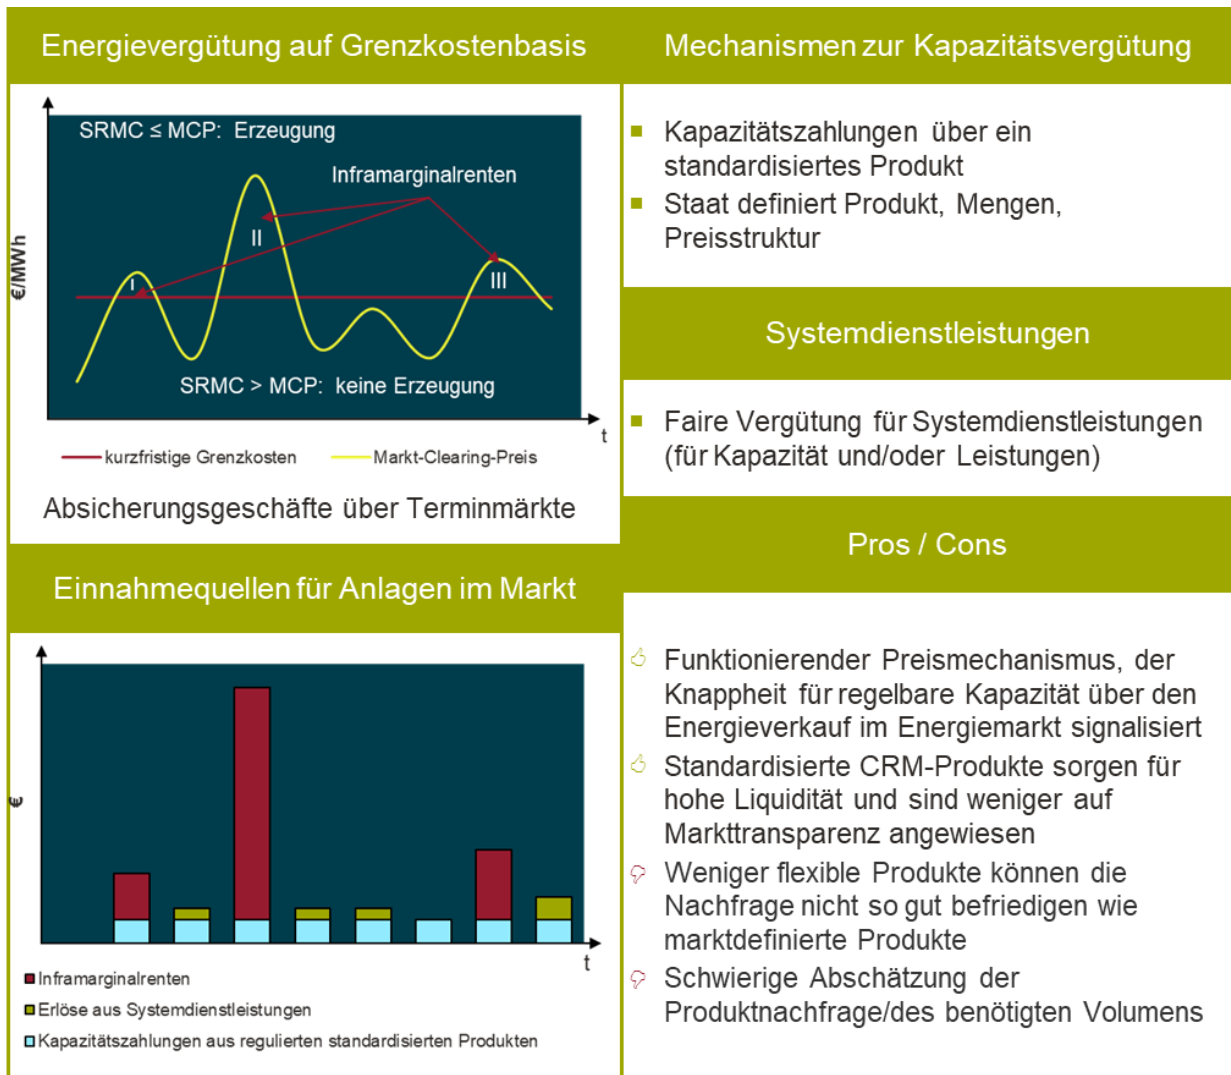 Energievergütung auf Grenzkostenbasis
€/MWh
SRMC ≤ MCP: Erzeugung
Inframarginalrenten
I
II
III
SRMC > MCP: keine Erzeugung
t
kurzfristige Grenzkosten
Markt-Clearing-Preis
Absicherungsgeschäfte über Terminmärkte
Einnahmequellen für Anlagen im Markt
€
t
Inframarginalrenten
Erlöse aus Systemdienstleistungen
Kapazitätszahlungen aus regulierten standardisierten Produkten
Mechanismen zur Kapazitätsvergütung
Kapazitätszahlungen über ein
standardisiertes Produkt
Staat definiert Produkt, Mengen,
Preisstruktur
Systemdienstleistungen
Faire Vergütung für Systemdienstleistungen
(für Kapazität und/oder Leistungen)
Pros / Cons
Funktionierender Preismechanismus, der
Knappheit für regelbare Kapazität über den
Energieverkauf im Energiemarkt signalisiert
Standardisierte CRM-Produkte sorgen für
hohe Liquidität und sind weniger auf
Markttransparenz angewiesen
Weniger flexible Produkte können die
Nachfrage nicht so gut befriedigen wie
marktdefinierte Produkte
Schwierige Abschätzung der
Produktnachfrage/des benötigten Volumens